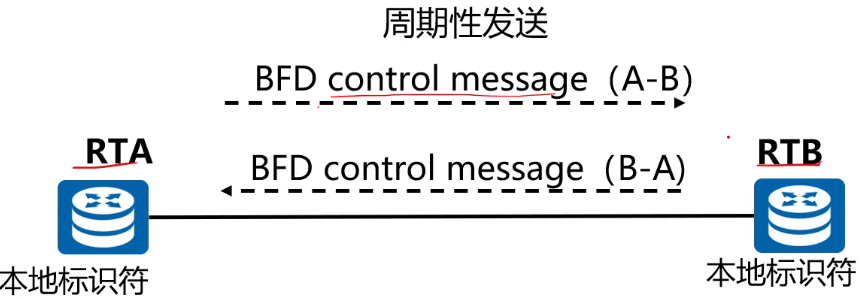 周期性发送
BFD control message（A-B）
RTA
BFD control message（B-A)
RTB
本地标识符
本地标识符